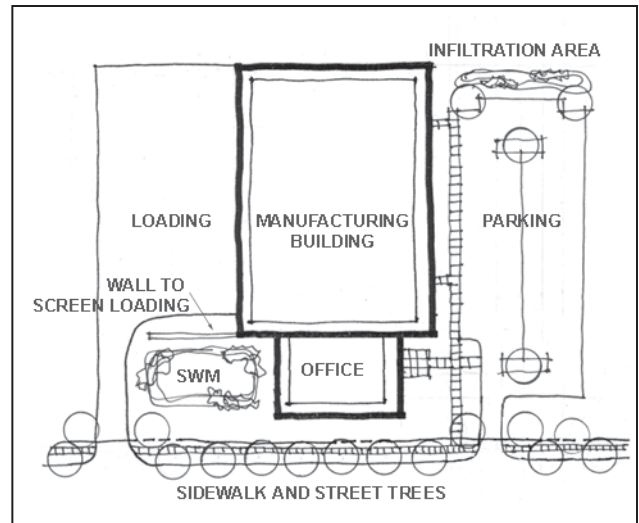 INFILTRATION AREA
LOADING
MANUFACTURING
BUILDING
PARKING
WALL TO
SCREEN LOADING
SWM
OFFICE
SIDEWALK AND STREET TREES